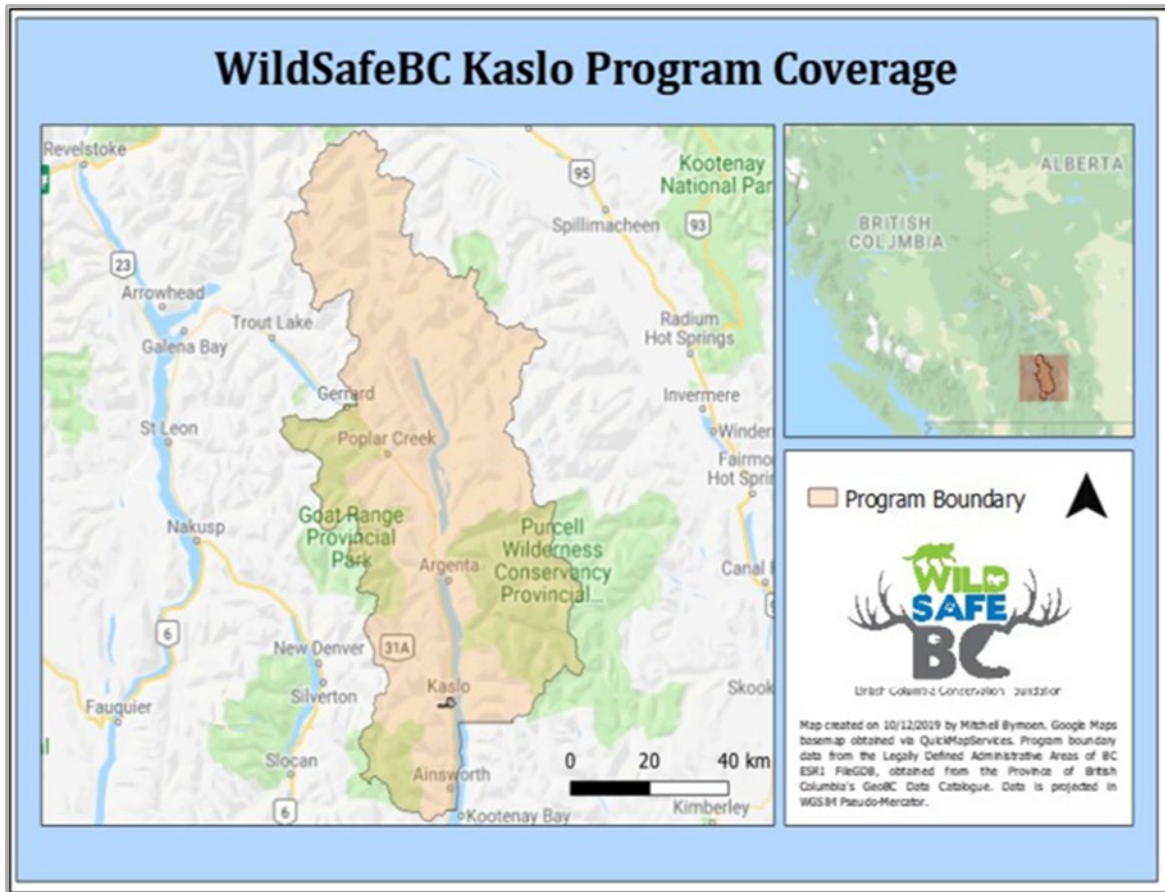 WildSafeBC Kaslo Program Coverage
Revelstoke
95
Kootenay
National Par
93
Spillimacheen
23
Arrowhead
Trout Lake
Galena Bay
Radium
Hot Springs
Gerrard
Invermere
St Leon
Poplar Creek
Winder
Fairmo
Hot Sprin
Goat Range
Provincial
Park
Purcell
Wilderness
Conservancy
Provincial...
Nakusp
Argenta
Canal F
6
31A
New Denver
Silverton
Kaslo
Skook
Fauquier
Slocan
Ainsworth
0 20 40 km
6
Kootenay Bay
Kimberley
ALBERTA
BRITISH
COLUMBIA
Program Boundary
WILD
SAFE
BC
British Columbia Conservation Foundation
Map created on 10/12/2019 by Mitchell Bymoen. Google Maps
basemap obtained via QuickMapServices. Program boundary
data from the Legally Defined Administrative Areas of BC
ESRI FileGDB, obtained from the Province of British
Columbia's GeoBC Data Catalogue. Data is projected in
WGS84 Pseudo-Mercator.